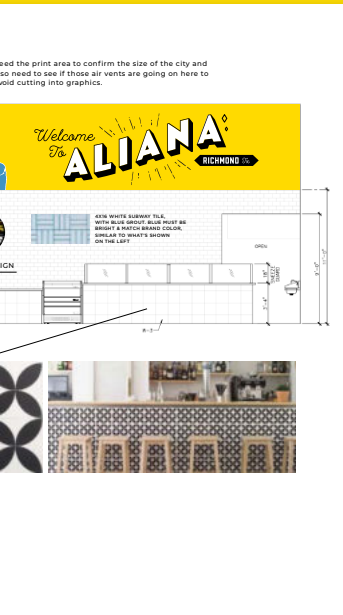 eed the print area to confirm the size of the city and
so need to see if those air vents are going on here to
void cutting into graphics.
Welcome
To
ALIANA
RICHMOND Tx.
4X16 WHITE SUBWAY TILE,
WITH BLUE GROUT. BLUE MUST BE
BRIGHT & MATCH BRAND COLOR,
SIMILAR TO WHAT'S SHOWN
ON THE LEFT
OPEN
IGN